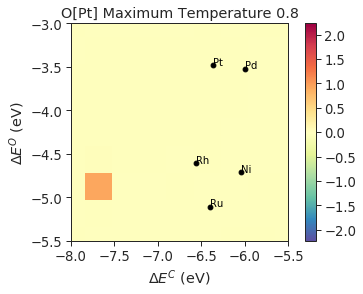 O[Pt] Maximum Temperature 0.8
−3.0
−3.5
−4.0
−4.5
−5.0
−5.5
ΔE^O (eV)
Pt
Pd
Rh
Ni
Ru
−8.0 −7.5 −7.0 −6.5 −6.0 −5.5
ΔE^C (eV)
2.0
1.5
1.0
0.5
0.0
−0.5
−1.0
−1.5
−2.0